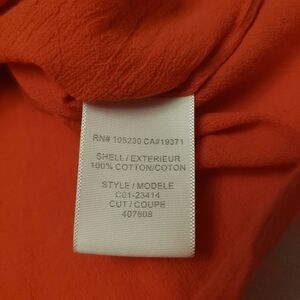 RN# 105230 CA#19371
SHELL / EXTERIEUR
100% COTTON/COTON
STYLE / MODELE
C01-23414
CUT / COUPE
407808